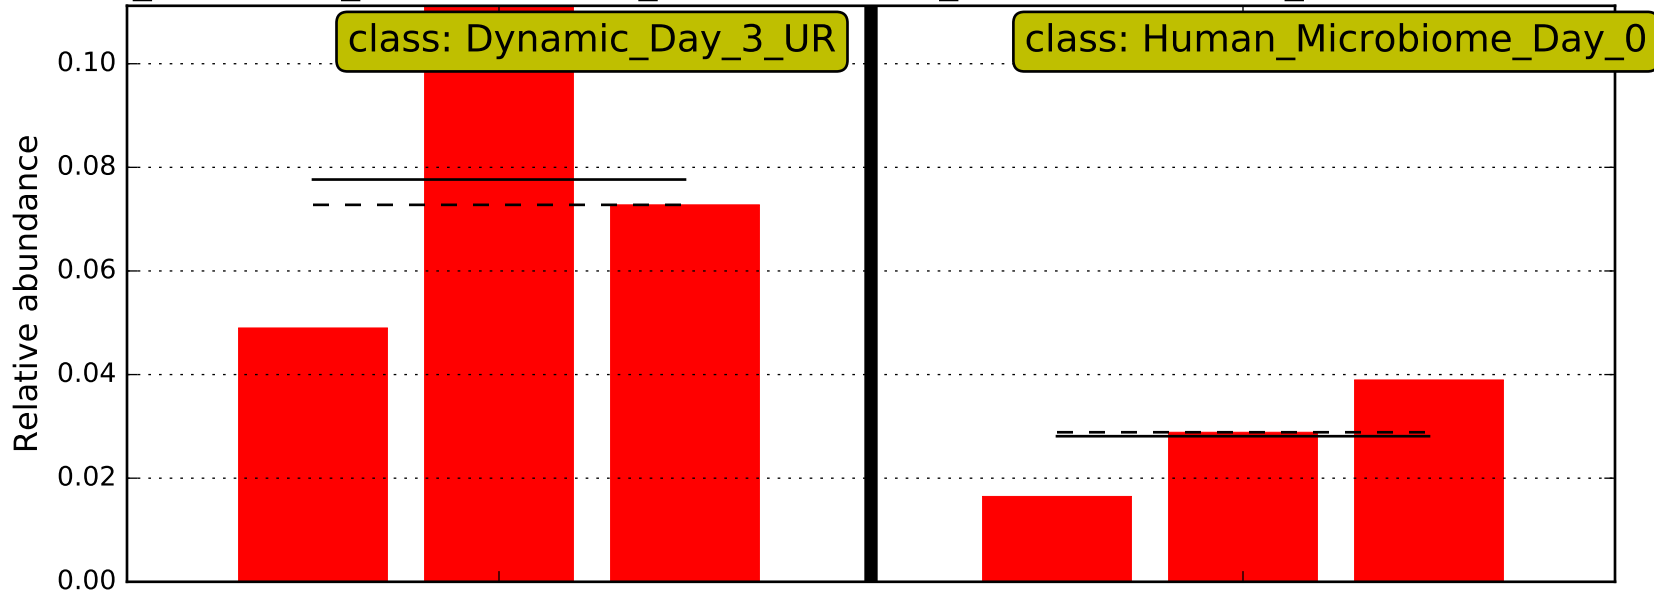 class: Dynamic_Day_3_UR
class: Human_Microbiome_Day_0
Relative abundance
0.10
0.08
0.06
0.04
0.02
0.00